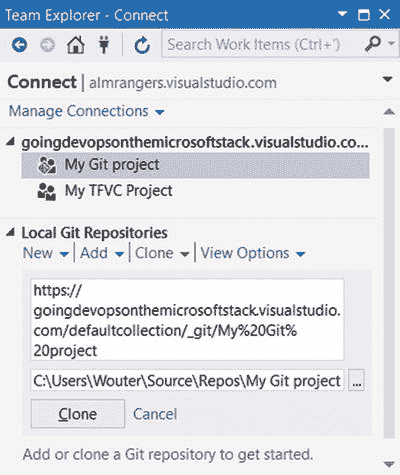 Team Explorer - Connect
Search Work Items (Ctrl+')
Connect | almrangers.visualstudio.com
Manage Connections
goingdevopsonthemicrosoftstack.visualstudio.co...
My Git project
My TFVC Project
Local Git Repositories
New | Add | Clone | View Options
https://
goingdevopsonthemicrosoftstack.visualstudio.
com/defaultcollection/_git/My%20Git%
20project
C:\Users\Wouter\Source\Repos\My Git project ...
Clone Cancel
Add or clone a Git repository to get started.